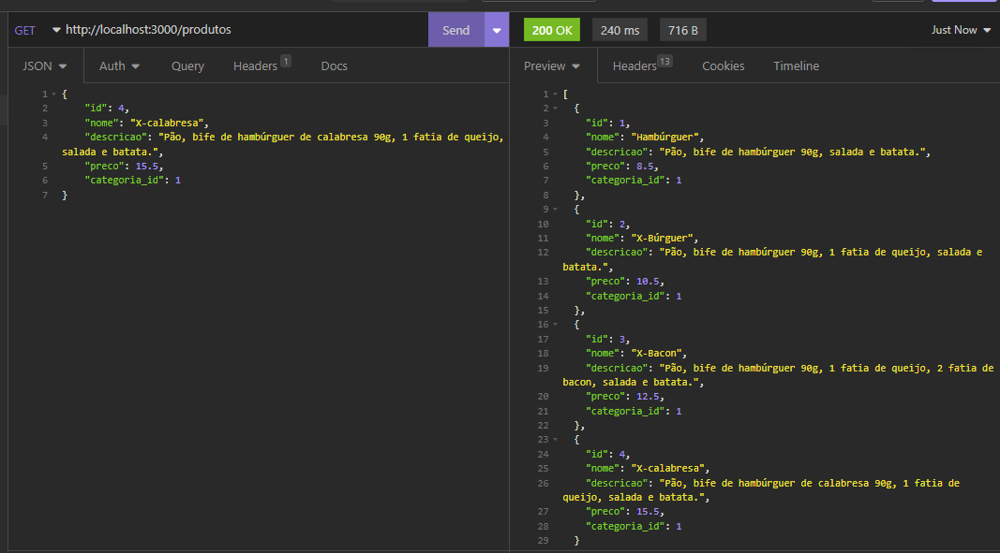 GET http://localhost:3000/produtos Send 200 OK 240 ms 716 B Just Now
JSON Auth Query Headers 1 Docs Preview Headers 13 Cookies Timeline
1 {
2 "id": 4,
3 "nome": "X-calabresa",
4 "descricao": "Pão, bife de hambúrguer de calabresa 90g, 1 fatia de queijo,
salada e batata.",
5 "preco": 15.5,
6 "categoria_id": 1
7 }
1 [
2 {
3 "id": 1,
4 "nome": "Hambúrguer",
5 "descricao": "Pão, bife de hambúrguer 90g, salada e batata.",
6 "preco": 8.5,
7 "categoria_id": 1
8 },
9 {
10 "id": 2,
11 "nome": "X-Búrguer",
12 "descricao": "Pão, bife de hambúrguer 90g, 1 fatia de queijo, salada e
batata.",
13 "preco": 10.5,
14 "categoria_id": 1
15 },
16 {
17 "id": 3,
18 "nome": "X-Bacon",
19 "descricao": "Pão, bife de hambúrguer 90g, 1 fatia de queijo, 2 fatia de
bacon, salada e batata.",
20 "preco": 12.5,
21 "categoria_id": 1
22 },
23 {
24 "id": 4,
25 "nome": "X-calabresa",
26 "descricao": "Pão, bife de hambúrguer de calabresa 90g, 1 fatia de
queijo, salada e batata.",
27 "preco": 15.5,
28 "categoria_id": 1
29 }